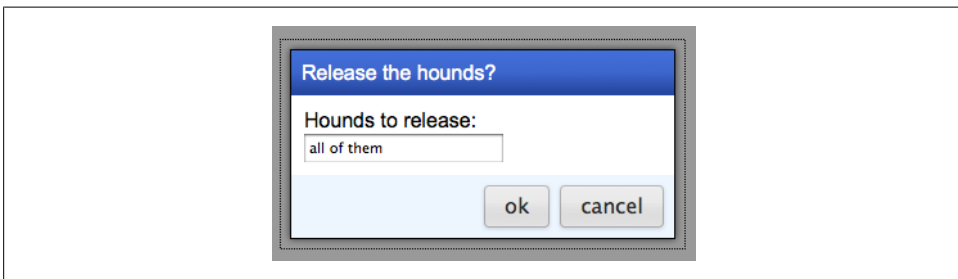 Release the hounds?
Hounds to release:
all of them
ok cancel